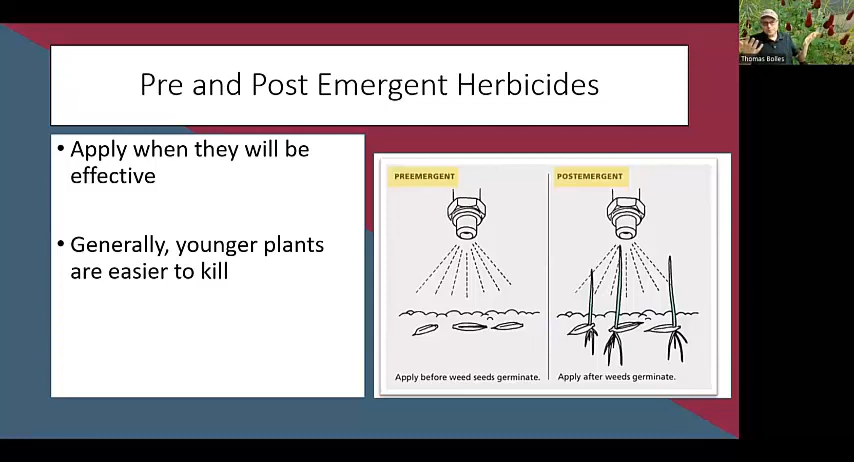 Pre and Post Emergent Herbicides
• Apply when they will be
effective
• Generally, younger plants
are easier to kill
PREEMERGENT
POSTEMERGENT
Apply before weed seeds germinate.
Apply after weeds germinate.
Thomas Bolles